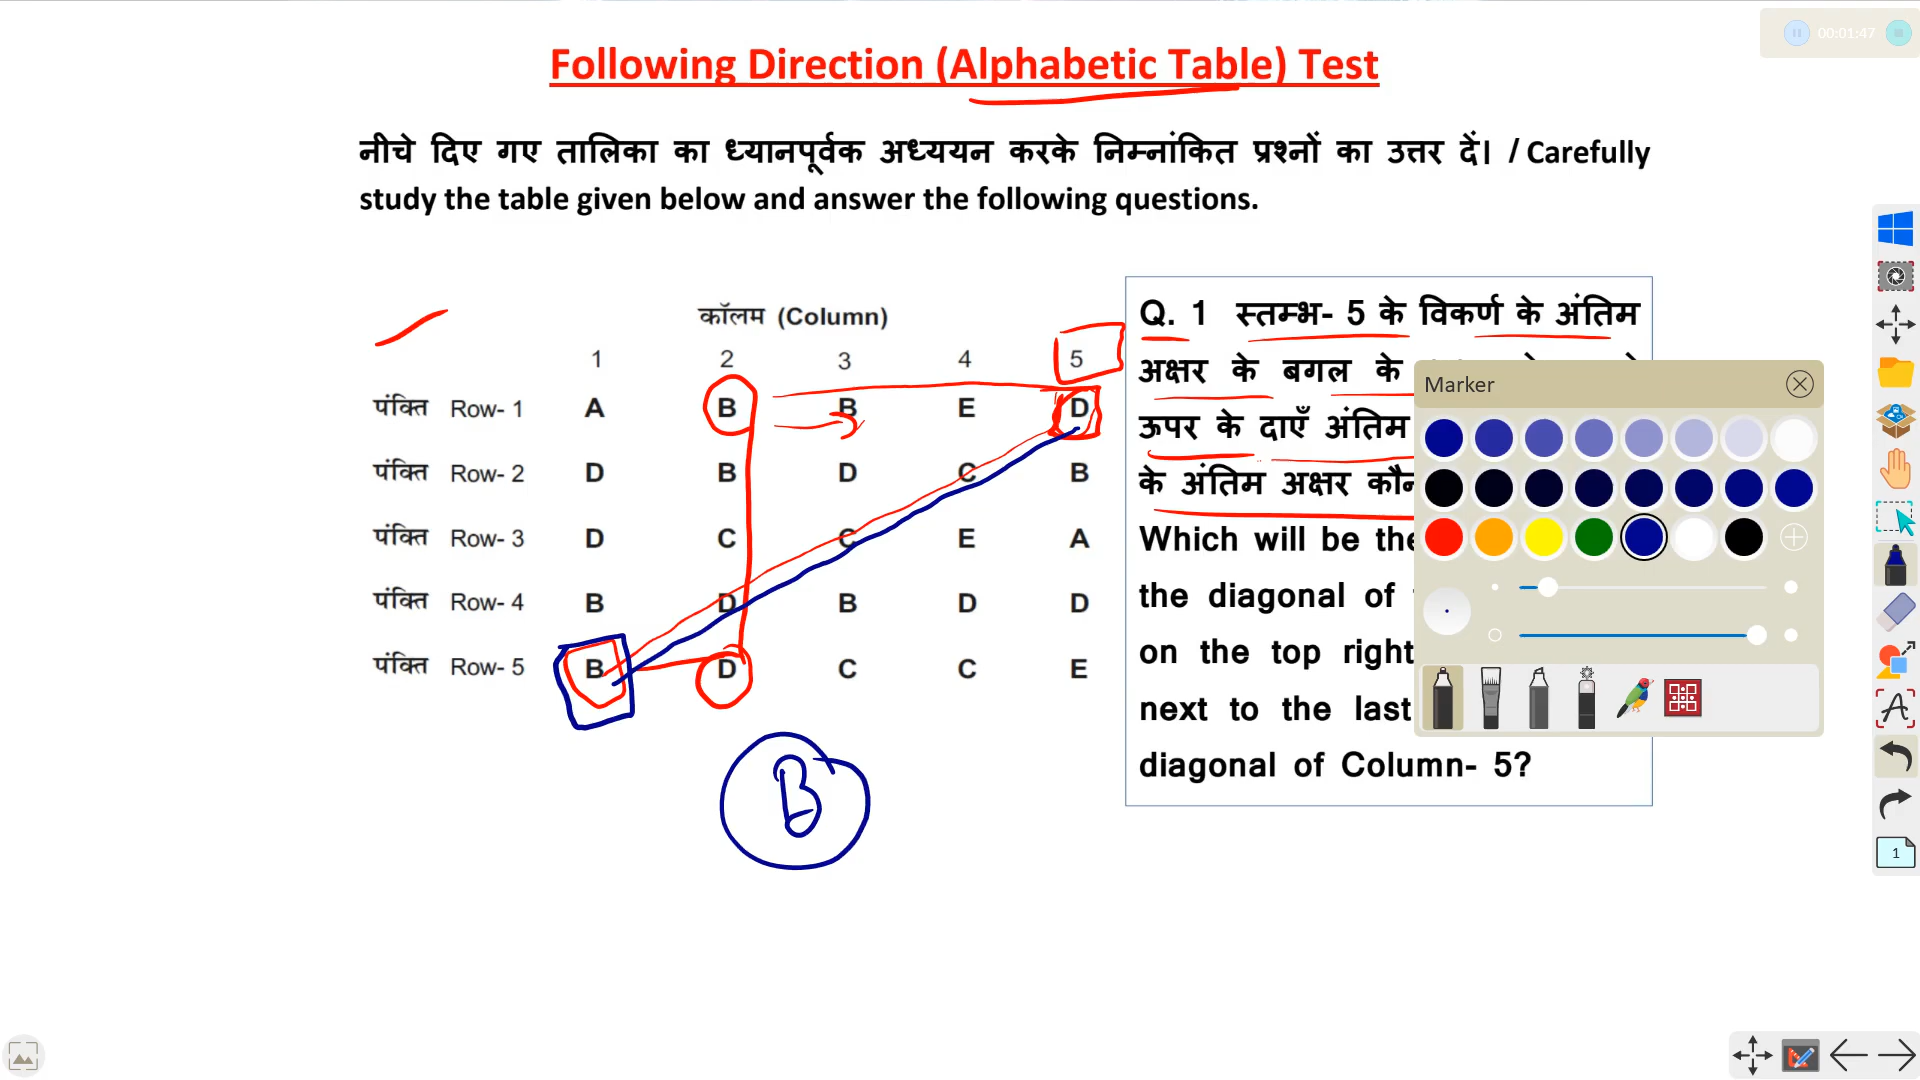 00:01:47
Following Direction (Alphabetic Table) Test
नीचे दिए गए तालिका का ध्यानपूर्वक अध्ययन करके निम्नांकित प्रश्नों का उत्तर दें। / Carefully
study the table given below and answer the following questions.
कॉलम (Column)
1 2 3 4 5
पंक्ति Row- 1 A B B E D
पंक्ति Row- 2 D B D C B
पंक्ति Row- 3 D C C E A
पंक्ति Row- 4 B D B D D
पंक्ति Row- 5 B D C C E
B
Q. 1 स्तम्भ- 5 के विकर्ण के अंतिम
अक्षर के बगल के
ऊपर के दाएँ अंतिम
के अंतिम अक्षर
Which will be the
the diagonal of
on the top right
next to the last
diagonal of Column- 5?
Marker
1